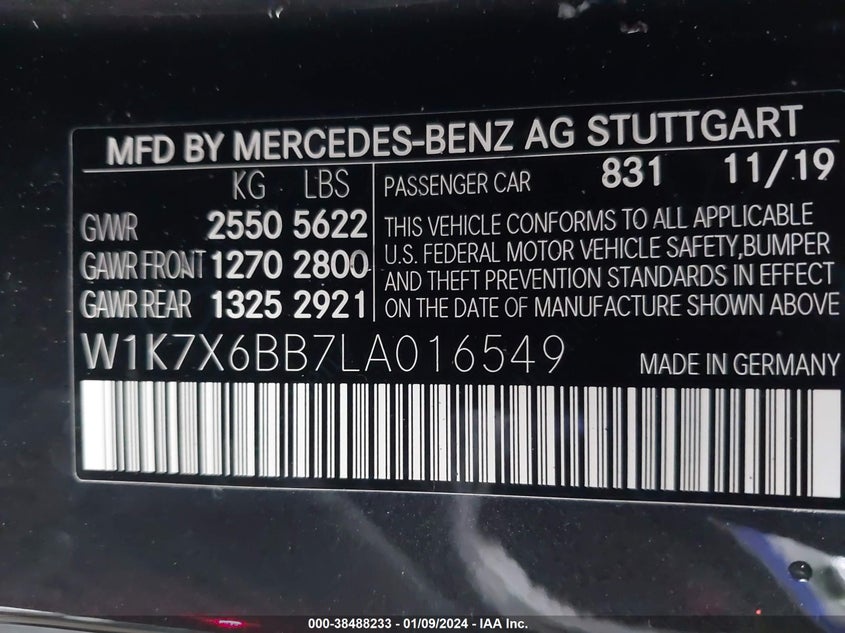 MFD BY MERCEDES-BENZ AG STUTTGART
KG LBS
GVWR 2550 5622
GAWR FRONT 1270 2800
GAWR REAR 1325 2921
PASSENGER CAR 831 11/19
THIS VEHICLE CONFORMS TO ALL APPLICABLE
U.S. FEDERAL MOTOR VEHICLE SAFETY,BUMPER
AND THEFT PREVENTION STANDARDS IN EFFECT
ON THE DATE OF MANUFACTURE SHOWN ABOVE
W1K7X6BB7LA016549 MADE IN GERMANY
000-38488233 - 01/09/2024 - IAA Inc.